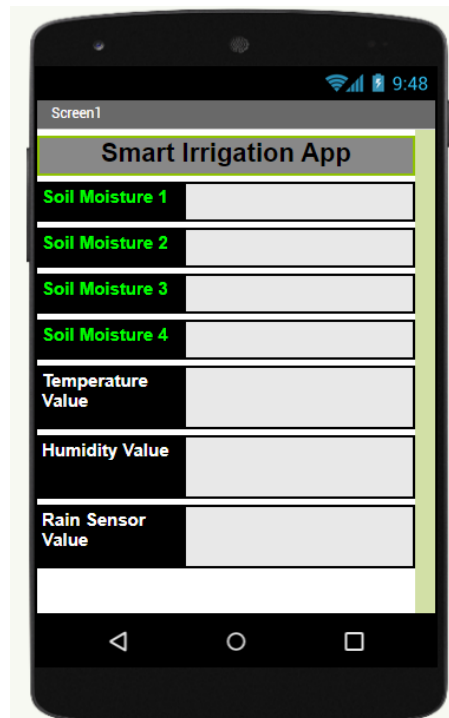 9:48
Screen1
Smart Irrigation App
Soil Moisture 1
Soil Moisture 2
Soil Moisture 3
Soil Moisture 4
Temperature
Value
Humidity Value
Rain Sensor
Value